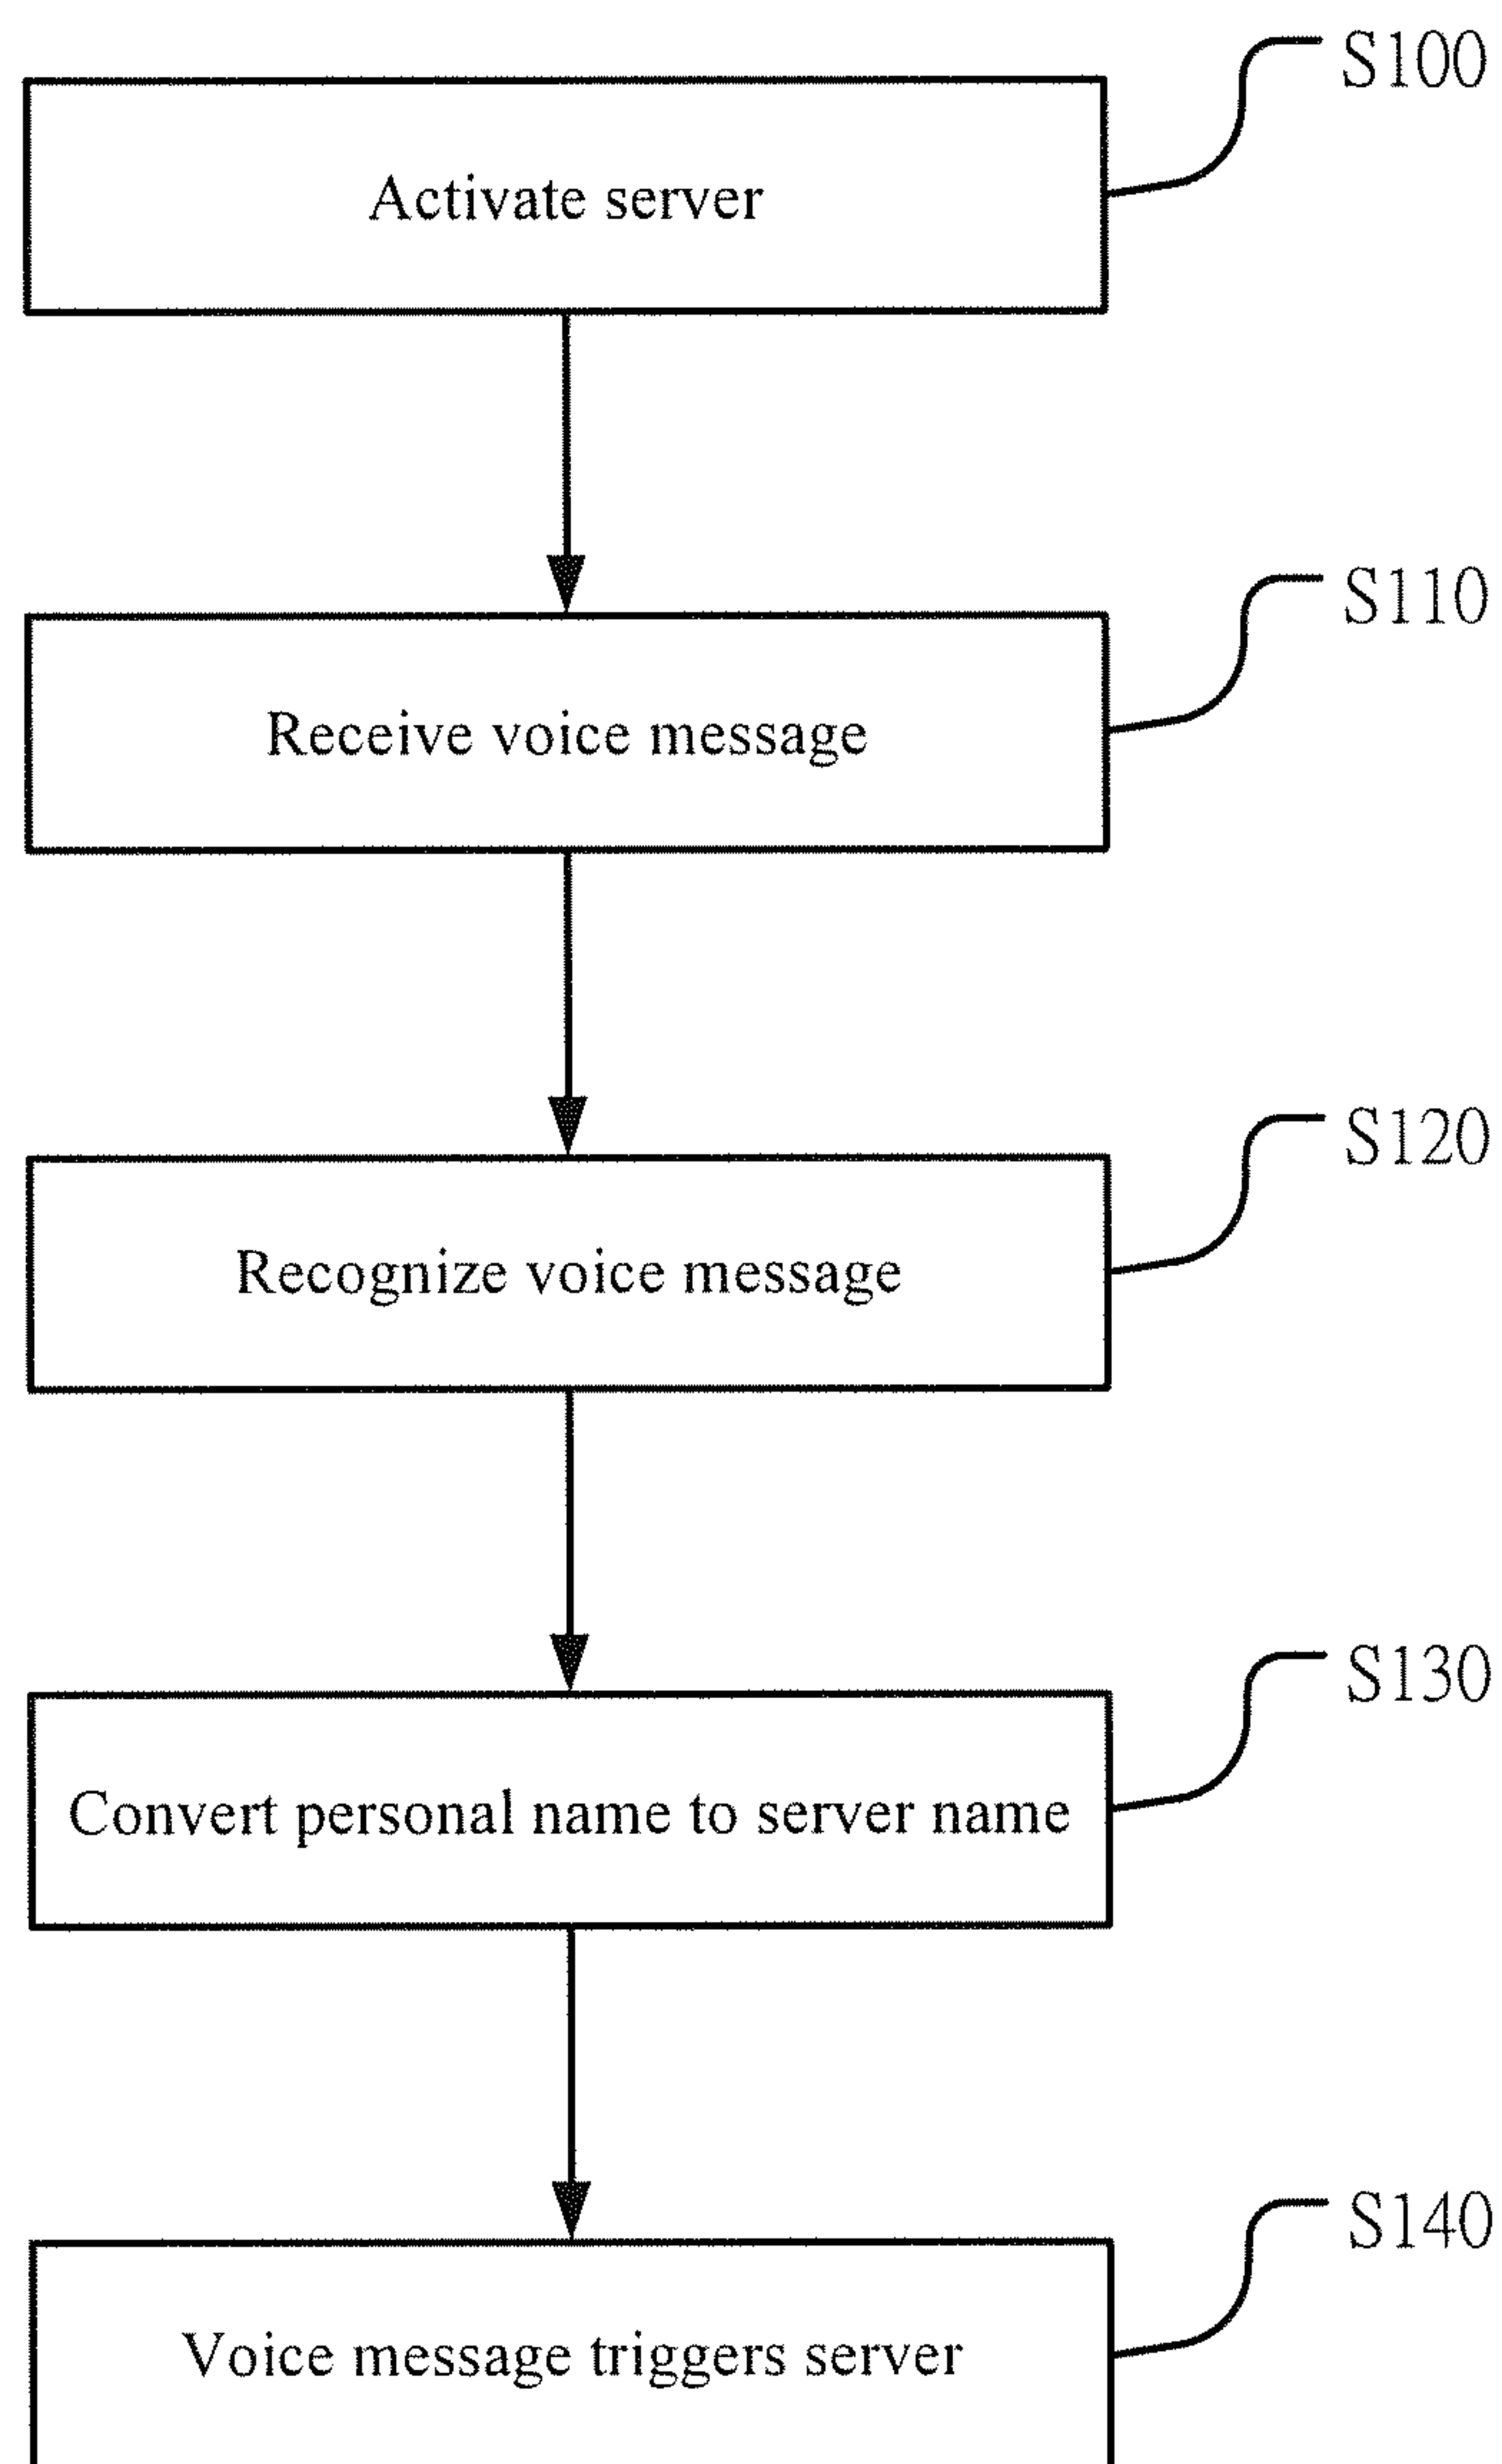 S100
Activate server
S110
Receive voice message
S120
Recognize voice message
S130
Convert personal name to server name
S140
Voice message triggers server